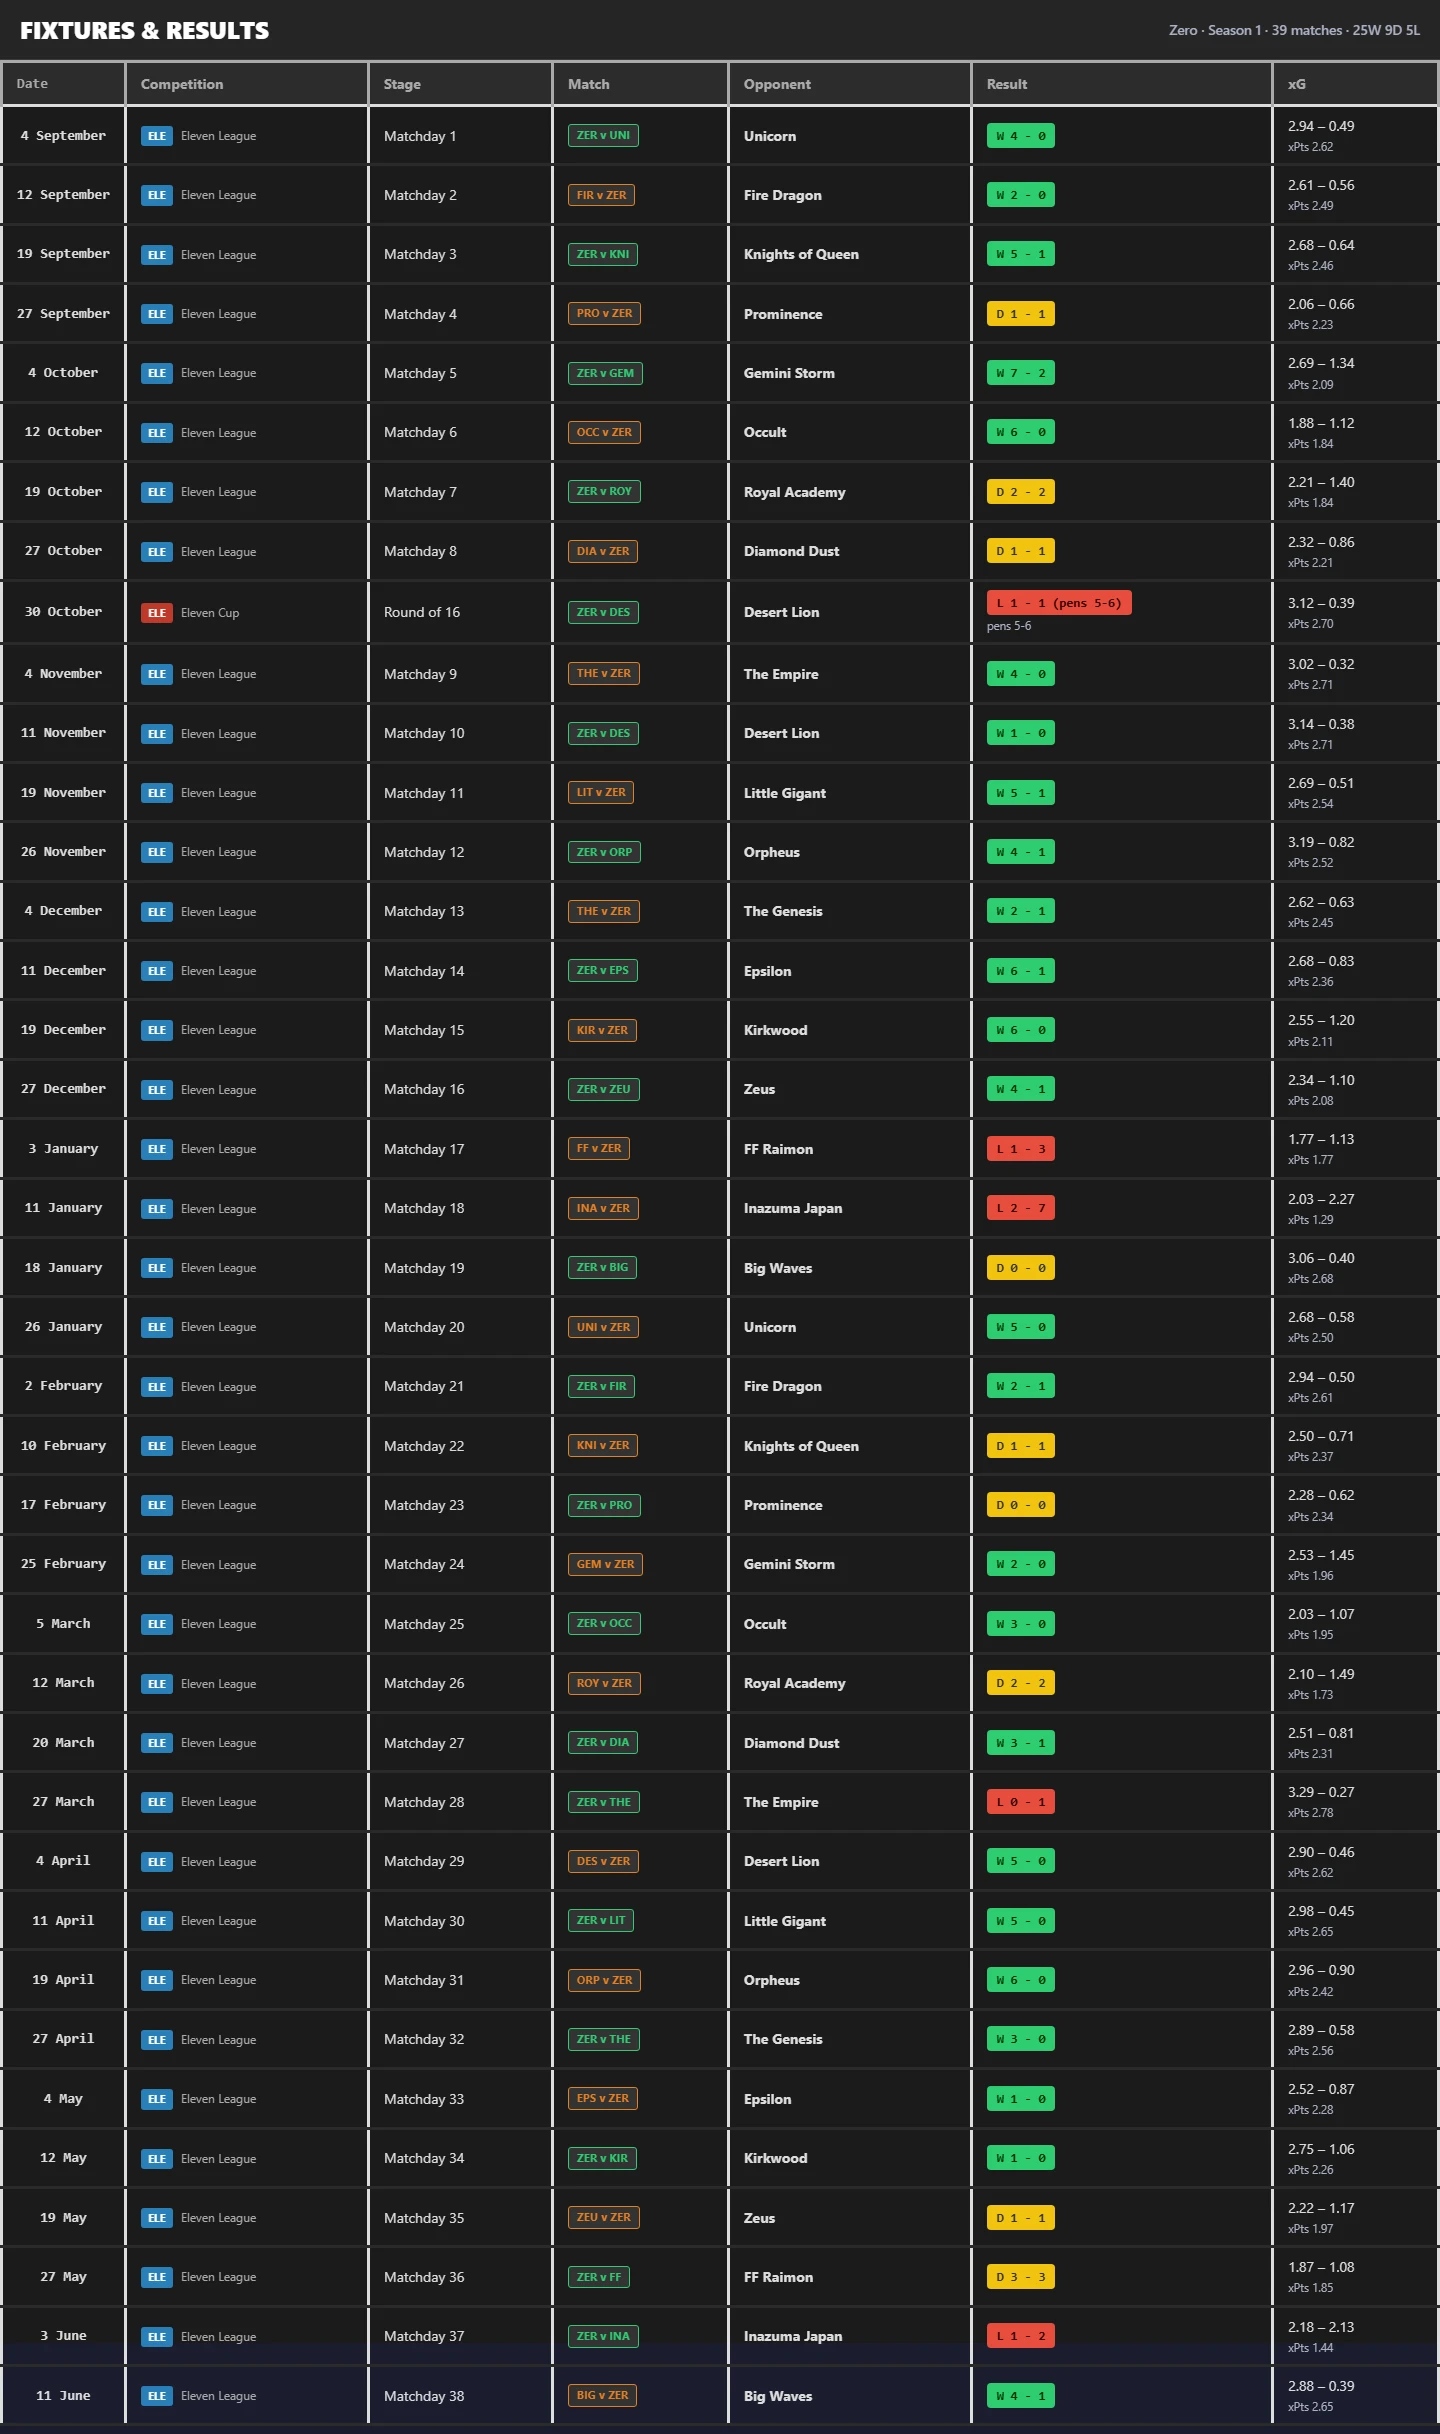 FIXTURES & RESULTS
Zero · Season 1 · 39 matches · 25W 9D 5L
Date Competition Stage Match Opponent Result xG
4 September ELE Eleven League Matchday 1 ZER v UNI Unicorn W 4 - 0 2.94 – 0.49
xPts 2.62
12 September ELE Eleven League Matchday 2 FIR v ZER Fire Dragon W 2 - 0 2.61 – 0.56
xPts 2.49
19 September ELE Eleven League Matchday 3 ZER v KNI Knights of Queen W 5 - 1 2.68 – 0.64
xPts 2.46
27 September ELE Eleven League Matchday 4 PRO v ZER Prominence D 1 - 1 2.06 – 0.66
xPts 2.23
4 October ELE Eleven League Matchday 5 ZER v GEM Gemini Storm W 7 - 2 2.69 – 1.34
xPts 2.09
12 October ELE Eleven League Matchday 6 OCC v ZER Occult W 6 - 0 1.88 – 1.12
xPts 1.84
19 October ELE Eleven League Matchday 7 ZER v ROY Royal Academy D 2 - 2 2.21 – 1.40
xPts 1.84
27 October ELE Eleven League Matchday 8 DIA v ZER Diamond Dust D 1 - 1 2.32 – 0.86
xPts 2.21
30 October ELE Eleven Cup Round of 16 ZER v DES Desert Lion L 1 - 1 (pens 5-6) 3.12 – 0.39
pens 5-6 xPts 2.70
4 November ELE Eleven League Matchday 9 THE v ZER The Empire W 4 - 0 3.02 – 0.32
xPts 2.71
11 November ELE Eleven League Matchday 10 ZER v DES Desert Lion W 1 - 0 3.14 – 0.38
xPts 2.71
19 November ELE Eleven League Matchday 11 LIT v ZER Little Gigant W 5 - 1 2.69 – 0.51
xPts 2.54
26 November ELE Eleven League Matchday 12 ZER v ORP Orpheus W 4 - 1 3.19 – 0.82
xPts 2.52
4 December ELE Eleven League Matchday 13 THE v ZER The Genesis W 2 - 1 2.62 – 0.63
xPts 2.45
11 December ELE Eleven League Matchday 14 ZER v EPS Epsilon W 6 - 1 2.68 – 0.83
xPts 2.36
19 December ELE Eleven League Matchday 15 KIR v ZER Kirkwood W 6 - 0 2.55 – 1.20
xPts 2.11
27 December ELE Eleven League Matchday 16 ZER v ZEU Zeus W 4 - 1 2.34 – 1.10
xPts 2.08
3 January ELE Eleven League Matchday 17 FF v ZER FF Raimon L 1 - 3 1.77 – 1.13
xPts 1.77
11 January ELE Eleven League Matchday 18 INA v ZER Inazuma Japan L 2 - 7 2.03 – 2.27
xPts 1.29
18 January ELE Eleven League Matchday 19 ZER v BIG Big Waves D 0 - 0 3.06 – 0.40
xPts 2.68
26 January ELE Eleven League Matchday 20 UNI v ZER Unicorn W 5 - 0 2.68 – 0.58
xPts 2.50
2 February ELE Eleven League Matchday 21 ZER v FIR Fire Dragon W 2 - 1 2.94 – 0.50
xPts 2.61
10 February ELE Eleven League Matchday 22 KNI v ZER Knights of Queen D 1 - 1 2.50 – 0.71
xPts 2.37
17 February ELE Eleven League Matchday 23 ZER v PRO Prominence D 0 - 0 2.28 – 0.62
xPts 2.34
25 February ELE Eleven League Matchday 24 GEM v ZER Gemini Storm W 2 - 0 2.53 – 1.45
xPts 1.96
5 March ELE Eleven League Matchday 25 ZER v OCC Occult W 3 - 0 2.03 – 1.07
xPts 1.95
12 March ELE Eleven League Matchday 26 ROY v ZER Royal Academy D 2 - 2 2.10 – 1.49
xPts 1.73
20 March ELE Eleven League Matchday 27 ZER v DIA Diamond Dust W 3 - 1 2.51 – 0.81
xPts 2.31
27 March ELE Eleven League Matchday 28 ZER v THE The Empire L 0 - 1 3.29 – 0.27
xPts 2.78
4 April ELE Eleven League Matchday 29 DES v ZER Desert Lion W 5 - 0 2.90 – 0.46
xPts 2.62
11 April ELE Eleven League Matchday 30 ZER v LIT Little Gigant W 5 - 0 2.98 – 0.45
xPts 2.65
19 April ELE Eleven League Matchday 31 ORP v ZER Orpheus W 6 - 0 2.96 – 0.90
xPts 2.42
27 April ELE Eleven League Matchday 32 ZER v THE The Genesis W 3 - 0 2.89 – 0.58
xPts 2.56
4 May ELE Eleven League Matchday 33 EPS v ZER Epsilon W 1 - 0 2.52 – 0.87
xPts 2.28
12 May ELE Eleven League Matchday 34 ZER v KIR Kirkwood W 1 - 0 2.75 – 1.06
xPts 2.26
19 May ELE Eleven League Matchday 35 ZEU v ZER Zeus D 1 - 1 2.22 – 1.17
xPts 1.97
27 May ELE Eleven League Matchday 36 ZER v FF FF Raimon D 3 - 3 1.87 – 1.08
xPts 1.85
3 June ELE Eleven League Matchday 37 ZER v INA Inazuma Japan L 1 - 2 2.18 – 2.13
xPts 1.44
11 June ELE Eleven League Matchday 38 BIG v ZER Big Waves W 4 - 1 2.88 – 0.39
xPts 2.65